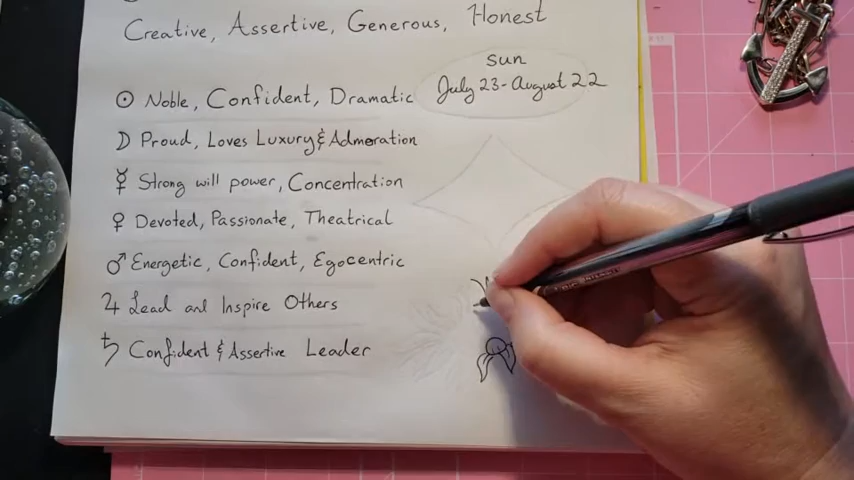 Creative, Assertive, Generous, Honest
sun
July 23-August 22
☉ Noble, Confident, Dramatic
☽ Proud, Loves Luxury & Admoration
☿ Strong will power, Concentration
♀ Devoted, Passionate, Theatrical
♂ Energetic, Confident, Egocentric
♃ Lead and Inspire Others
♄ Confident & Assertive Leader